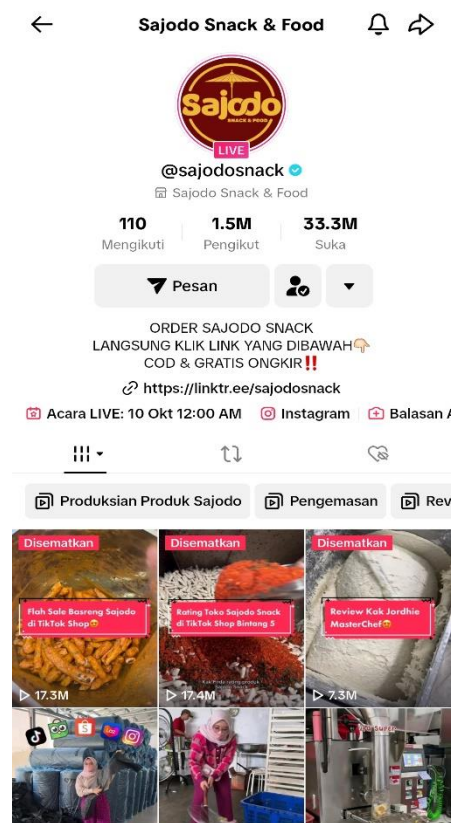 Sajodo Snack & Food
Sajodo
SNACK & FOOD
LIVE
@sajodosnack
Sajodo Snack & Food
110 1.5M 33.3M
Mengikuti Pengikut Suka
Pesan
ORDER SAJODO SNACK
LANGSUNG KLIK LINK YANG DIBAWAH👇🏻
COD & GRATIS ONGKIR‼️
https://linktr.ee/sajodosnack
Acara LIVE: 10 Okt 12:00 AM Instagram Balasan A
Produksian Produk Sajodo Pengemasan Rev
Disematkan Disematkan Disematkan
Flah Sale Basreng Sajodo
di TikTok Shop😍
Rating Toko Sajodo Snack
di TikTok Shop Bintang 5
Review Kak Jordhie
MasterChef😍
17.3M 17.4M 7.3M